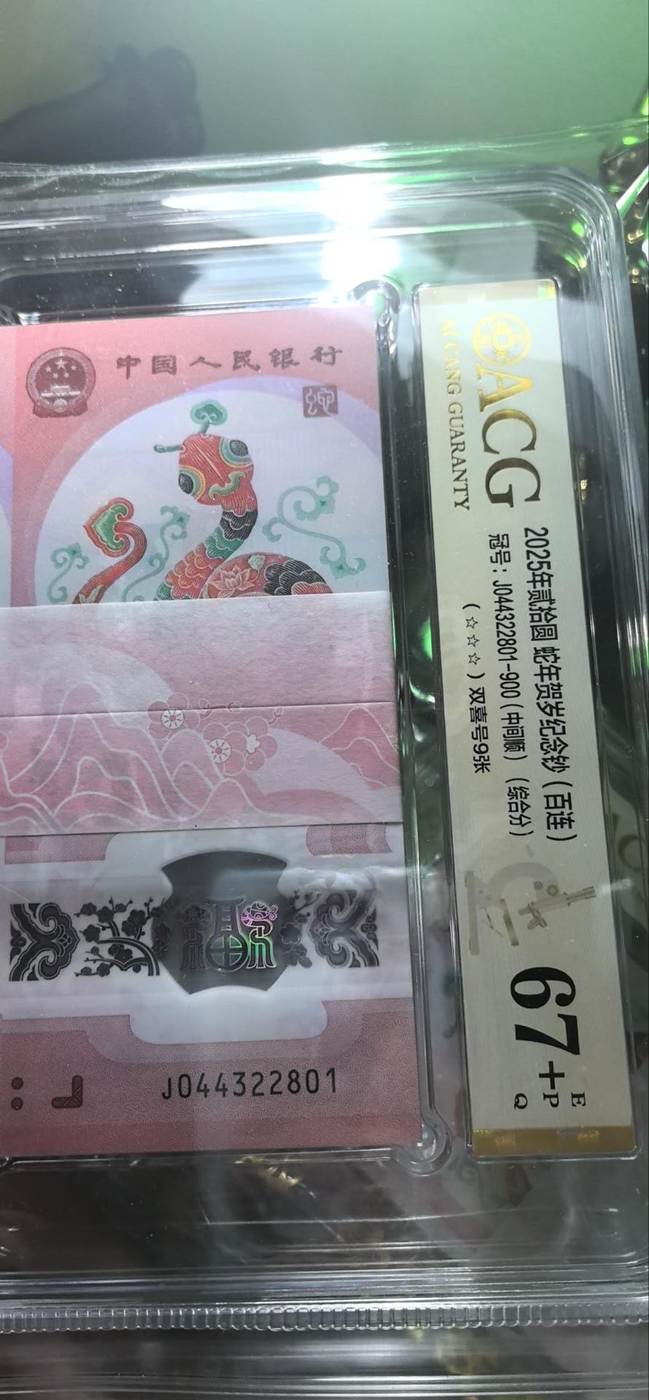 中国人民银行
J044322801
ACG
AI CANG GUARANTY
2025年贰拾圆 蛇年贺岁纪念钞（百连）
冠号：J044322801-900（中间顺）（综合分）
（☆☆☆）双喜号9张
67+
E
P
Q